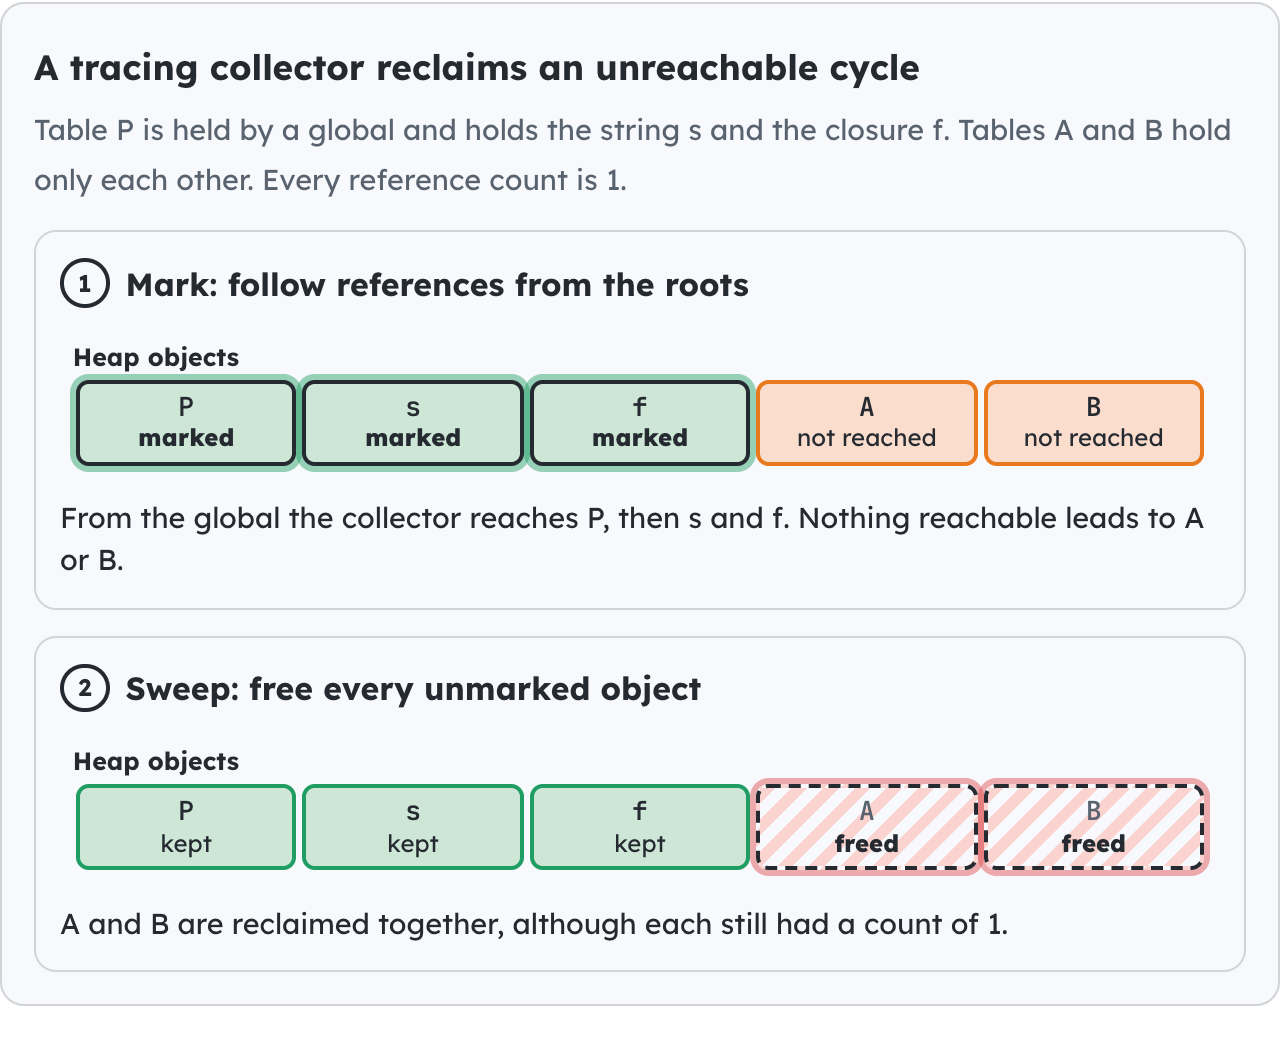 A tracing collector reclaims an unreachable cycle
Table P is held by a global and holds the string s and the closure f. Tables A and B hold
only each other. Every reference count is 1.
1 Mark: follow references from the roots
Heap objects
P s f A B
marked marked marked not reached not reached
From the global the collector reaches P, then s and f. Nothing reachable leads to A
or B.
2 Sweep: free every unmarked object
Heap objects
P s f A B
kept kept kept freed freed
A and B are reclaimed together, although each still had a count of 1.